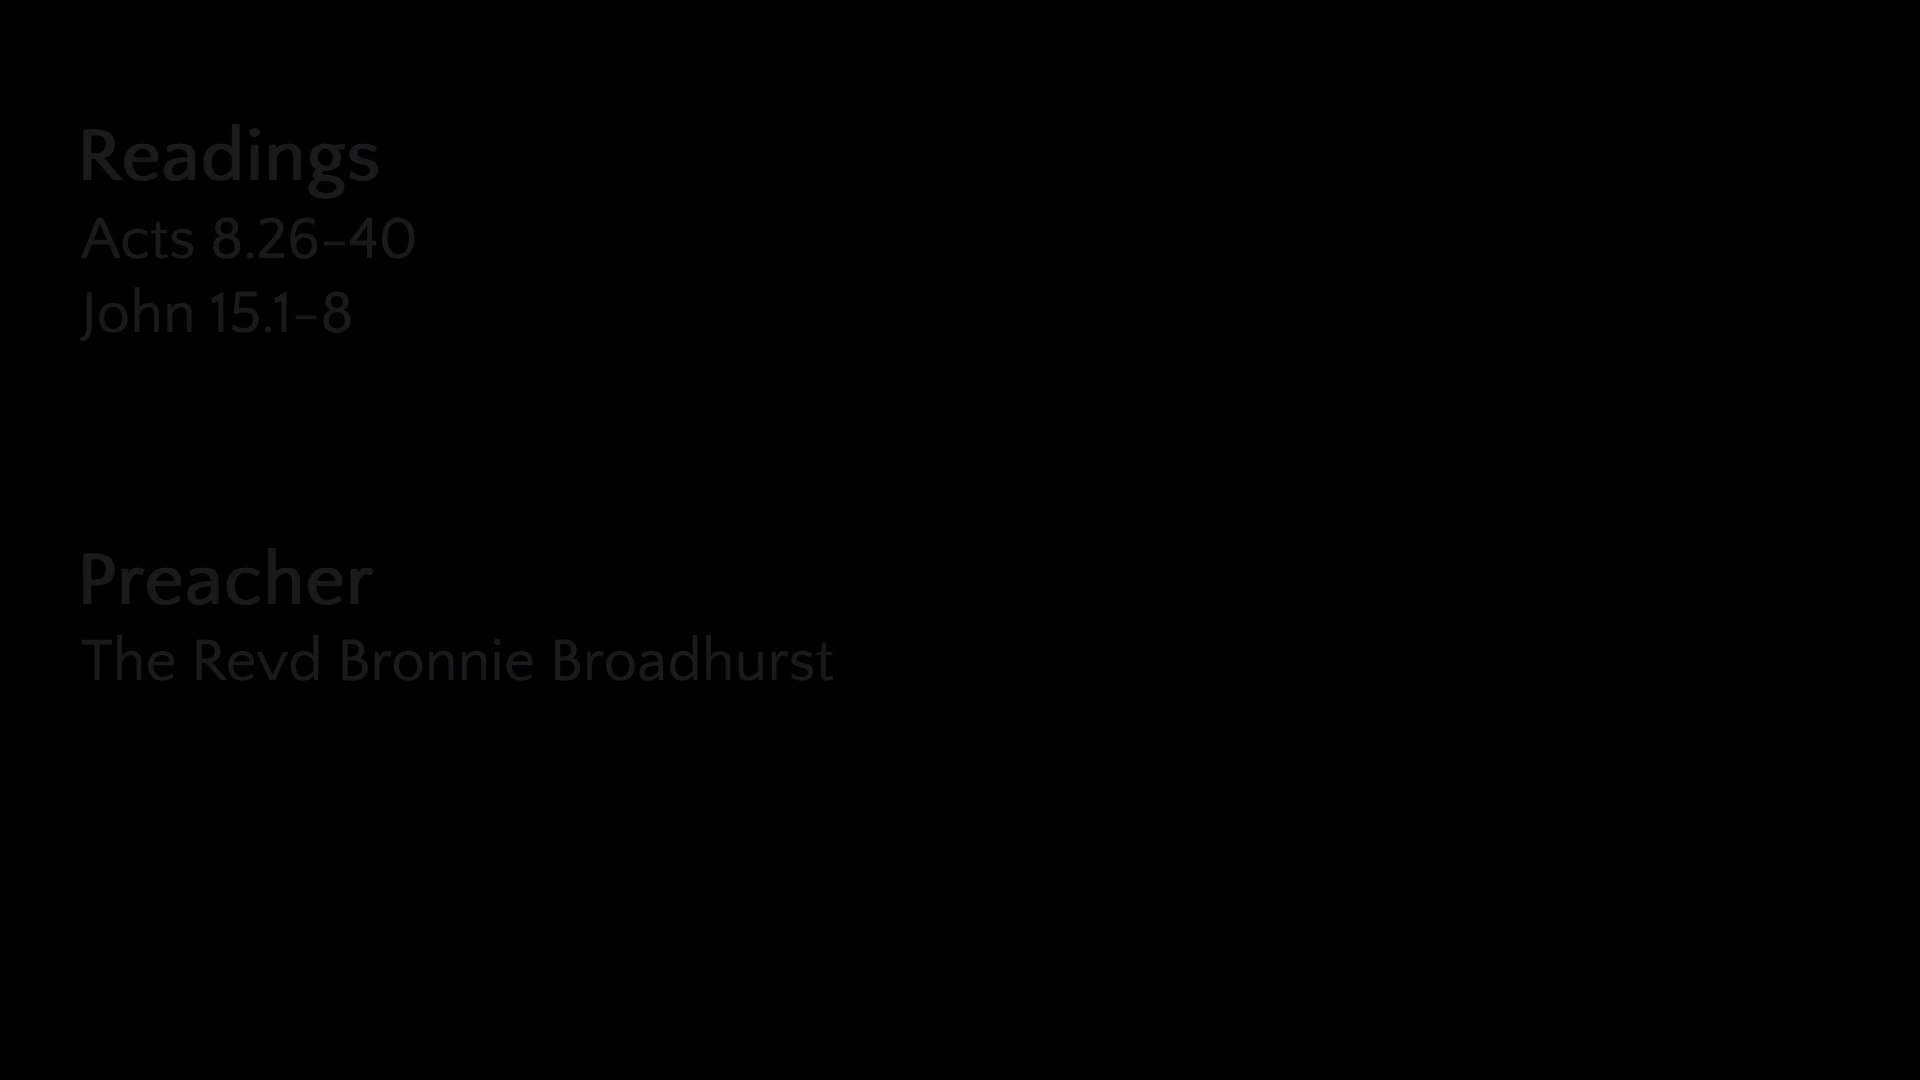 Readings
Acts 8.26–40
John 15.1–8
Preacher
The Revd Bronnie Broadhurst